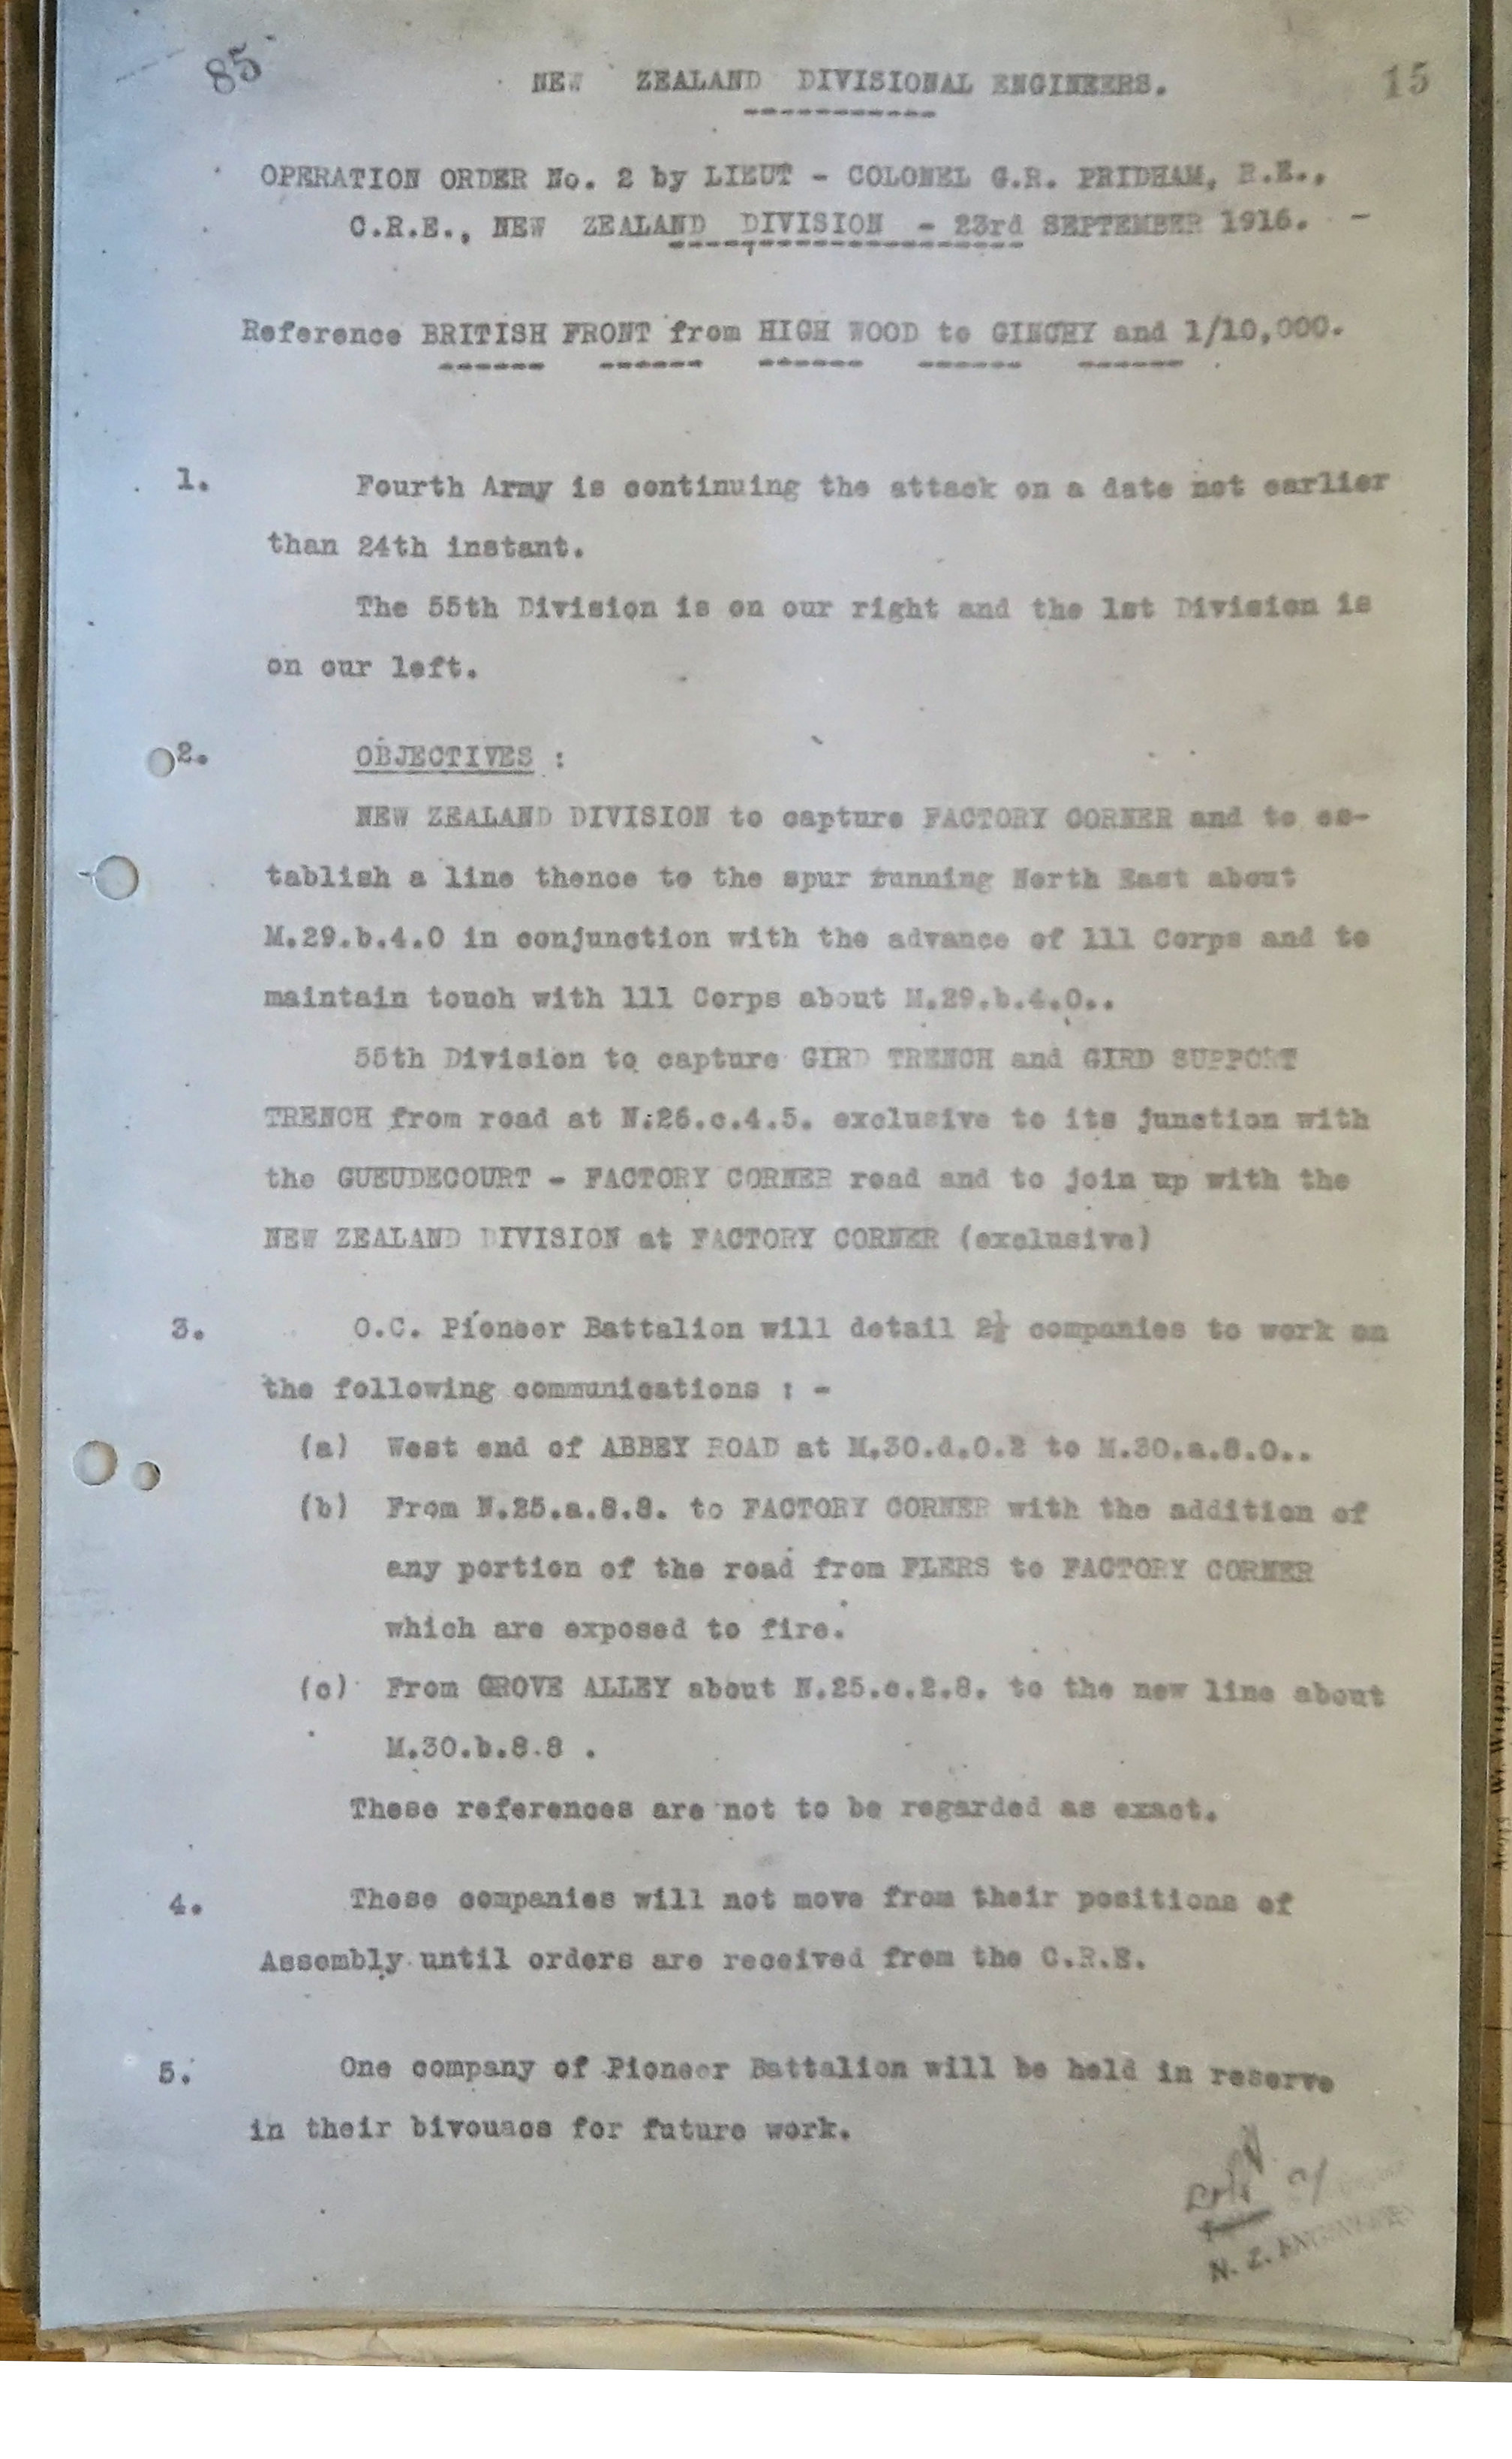 85
NEW ZEALAND DIVISIONAL ENGINEERS.
15
OPERATION ORDER No. 2 by LIEUT - COLONEL G.R. PRIDHAM, R.E.,
C.R.E., NEW ZEALAND DIVISION - 23rd SEPTEMBER 1916. -
Reference BRITISH FRONT from HIGH WOOD to GINCHY and 1/10,000.
1. Fourth Army is continuing the attack on a date not earlier
than 24th instant.
The 55th Division is on our right and the 1st Division is
on our left.
2. OBJECTIVES :
NEW ZEALAND DIVISION to capture FACTORY CORNER and to es-
tablish a line thence to the spur running North East about
M.29.b.4.0 in conjunction with the advance of 111 Corps and to
maintain touch with 111 Corps about M.29.b.4.0..
55th Division to capture GIRD TRENCH and GIRD SUPPORT
TRENCH from road at N.26.c.4.5. exclusive to its junction with
the GUEUDECOURT - FACTORY CORNER road and to join up with the
NEW ZEALAND DIVISION at FACTORY CORNER (exclusive)
3. O.C. Pioneer Battalion will detail 2½ companies to work on
the following communications : -
(a) West end of ABBEY ROAD at M.30.d.0.2 to M.30.a.8.0..
(b) From N.25.a.8.8. to FACTORY CORNER with the addition of
any portion of the road from FLERS to FACTORY CORNER
which are exposed to fire.
(c) From GROVE ALLEY about N.25.c.2.8. to the new line about
M.30.b.8.8 .
These references are not to be regarded as exact.
4. These companies will not move from their positions of
Assembly until orders are received from the C.R.E.
5. One company of Pioneer Battalion will be held in reserve
in their bivouacs for future work.
N. Z. ENGINEERS